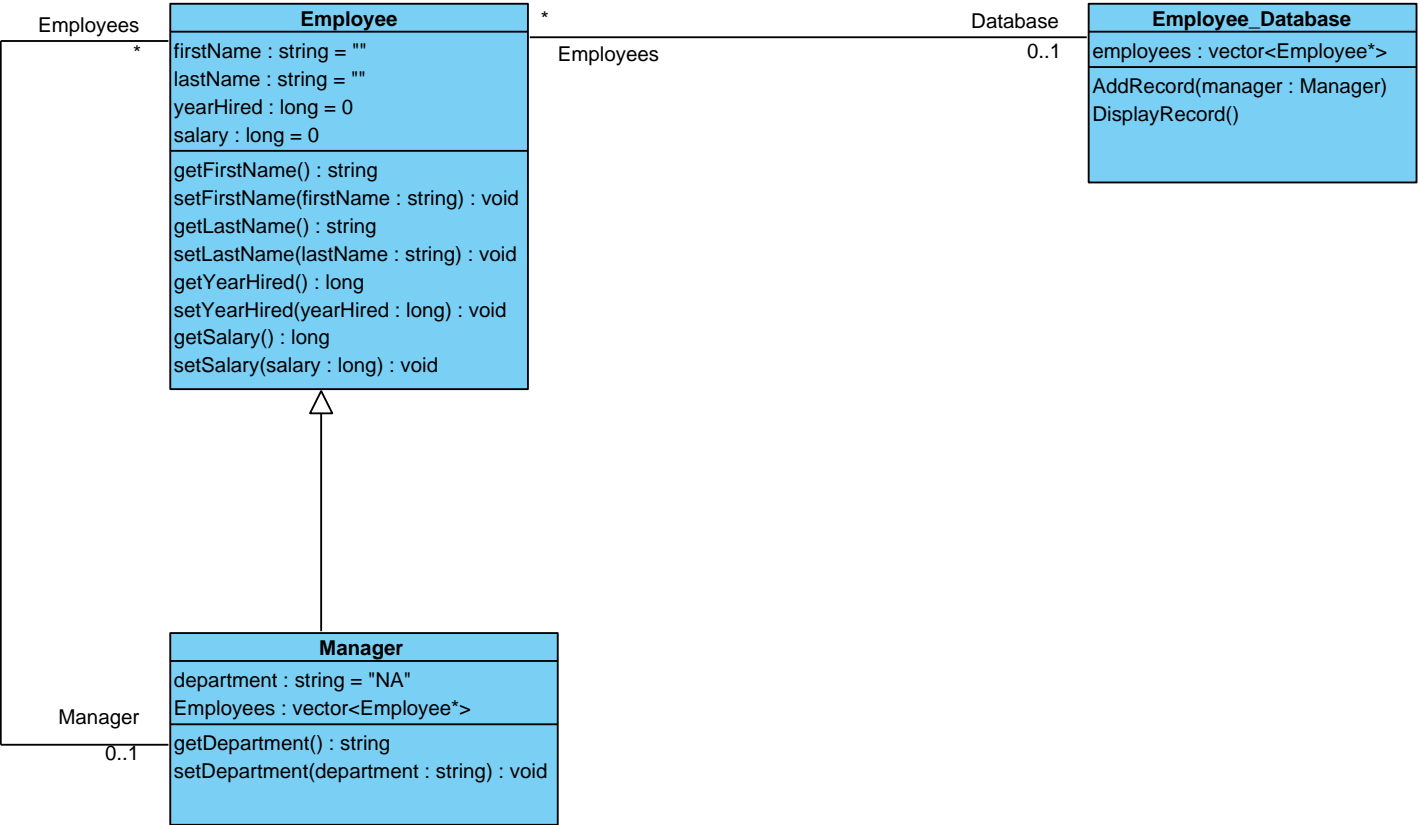 Employees
*
Employee
firstName : string = ""
lastName : string = ""
yearHired : long = 0
salary : long = 0
getFirstName() : string
setFirstName(firstName : string) : void
getLastName() : string
setLastName(lastName : string) : void
getYearHired() : long
setYearHired(yearHired : long) : void
getSalary() : long
setSalary(salary : long) : void
*
Employees
Database
0..1
Employee_Database
employees : vector<Employee*>
AddRecord(manager : Manager)
DisplayRecord()
Manager
0..1
Manager
department : string = "NA"
Employees : vector<Employee*>
getDepartment() : string
setDepartment(department : string) : void